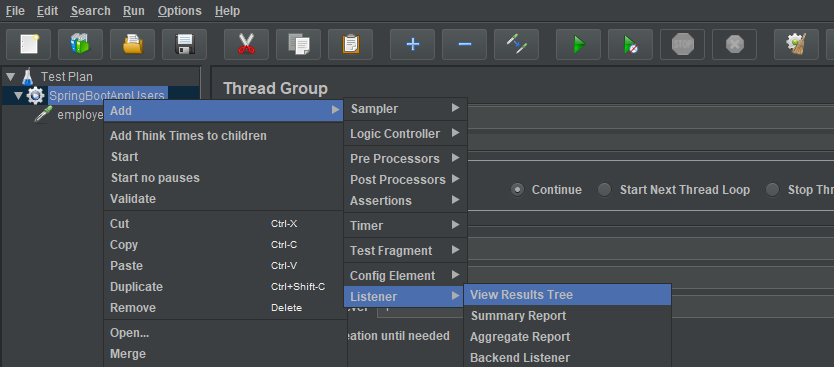 File Edit Search Run Options Help
STOP
Test Plan
SpringBootAppUsers
employe
Thread Group
Continue Start Next Thread Loop Stop Thr
eation until needed
Add
Add Think Times to children
Start
Start no pauses
Validate
Cut Ctrl-X
Copy Ctrl-C
Paste Ctrl-V
Duplicate Ctrl+Shift-C
Remove Delete
Open...
Merge
Sampler
Logic Controller
Pre Processors
Post Processors
Assertions
Timer
Test Fragment
Config Element
Listener
View Results Tree
Summary Report
Aggregate Report
Backend Listener